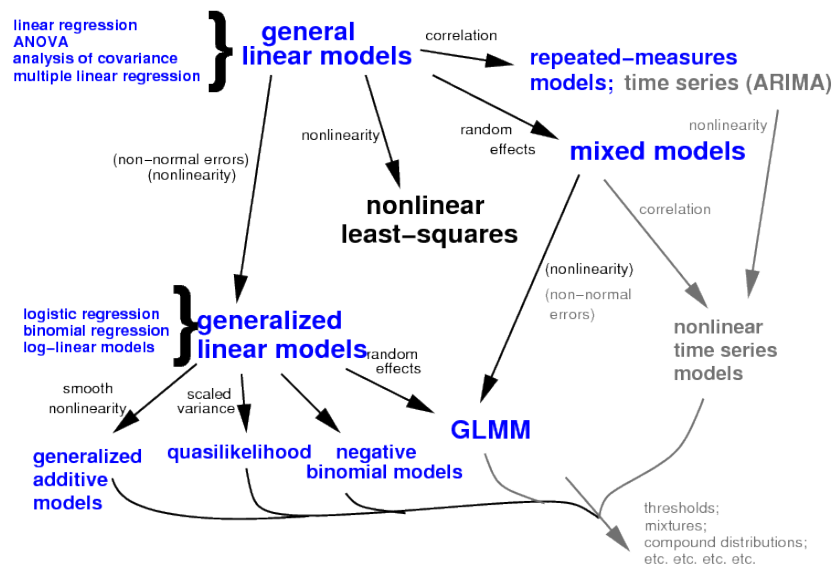 linear regression
ANOVA
analysis of covariance
multiple linear regression
general
linear models
correlation
repeated−measures
models; time series (ARIMA)
nonlinearity
random
effects
nonlinearity
mixed models
(non−normal errors)
(nonlinearity)
nonlinear
least−squares
correlation
(nonlinearity)
(non−normal
errors)
logistic regression
binomial regression
log−linear models
generalized
linear models
nonlinear
time series
models
random
effects
smooth
nonlinearity
scaled
variance
GLMM
generalized
additive
models
quasilikelihood
negative
binomial models
thresholds;
mixtures;
compound distributions;
etc. etc. etc. etc.